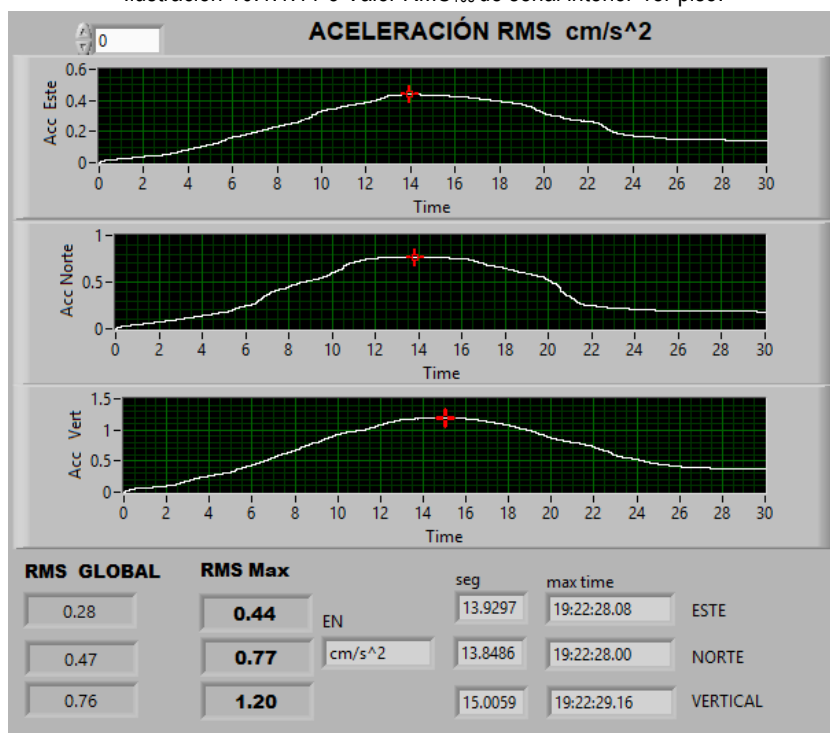 ACELERACIÓN RMS cm/s^2
0
Acc Este
0.6
0.4
0.2
0
0 2 4 6 8 10 12 14 16 18 20 22 24 26 28 30
Time
Acc Norte
1
0.5
0
0 2 4 6 8 10 12 14 16 18 20 22 24 26 28 30
Time
Acc Vert
1.5
1
0.5
0
0 2 4 6 8 10 12 14 16 18 20 22 24 26 28 30
Time
RMS GLOBAL RMS Max seg max time
0.28 0.44 EN 13.9297 19:22:28.08 ESTE
0.47 0.77 cm/s^2 13.8486 19:22:28.00 NORTE
0.76 1.20 15.0059 19:22:29.16 VERTICAL